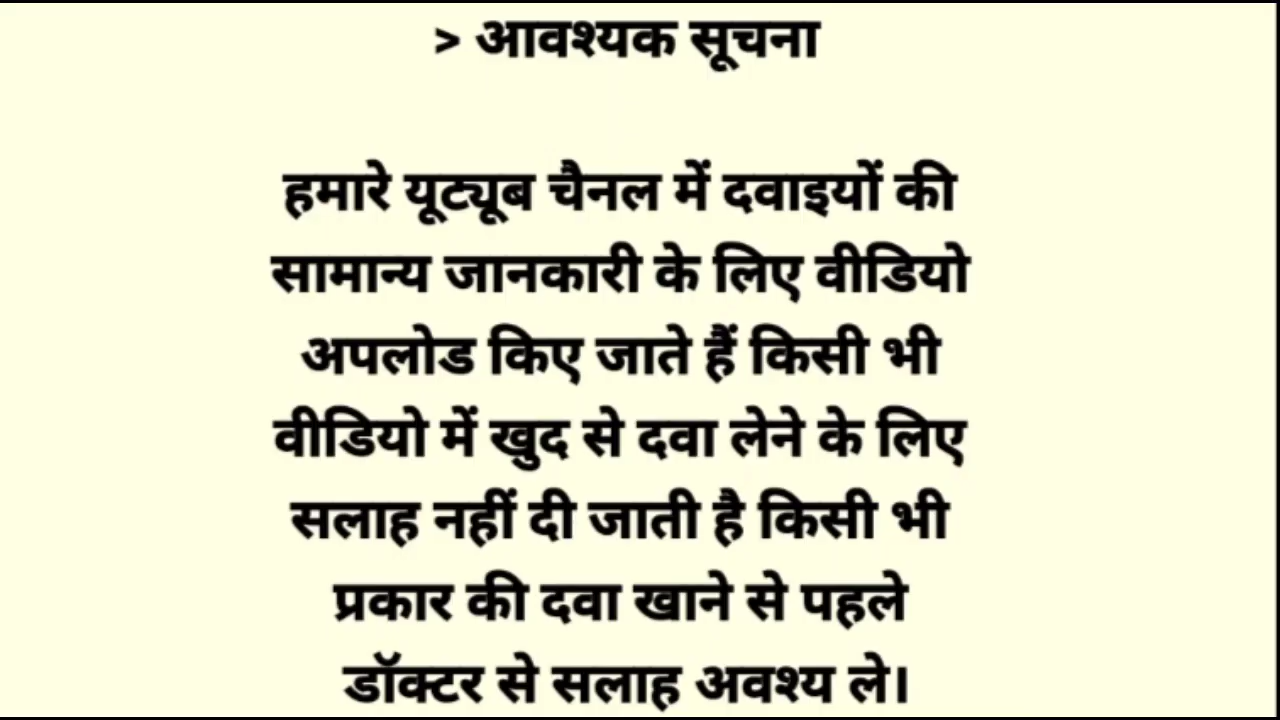 > आवश्यक सूचना
हमारे यूट्यूब चैनल में दवाइयों की
सामान्य जानकारी के लिए वीडियो
अपलोड किए जाते हैं किसी भी
वीडियो में खुद से दवा लेने के लिए
सलाह नहीं दी जाती है किसी भी
प्रकार की दवा खाने से पहले
डॉक्टर से सलाह अवश्य ले।